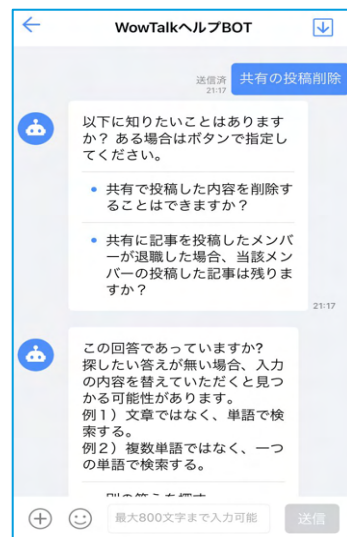 WowTalkヘルプBOT
共有の投稿削除
送信済
21:17
以下に知りたいことはあります
か？ ある場合はボタンで指定し
てください。
共有で投稿した内容を削除す
ることはできますか？
共有に記事を投稿したメンバ
ーが退職した場合、当該メン
バーの投稿した記事は残りま
すか？
21:17
この回答であっていますか?
探したい答えが無い場合、入力
の内容を替えていただくと見つ
かる可能性があります。
例１）文章ではなく、単語で検
索する。
例２）複数単語ではなく、一つ
の単語で検索する。
別の答えを探す
最大800文字まで入力可能
送信